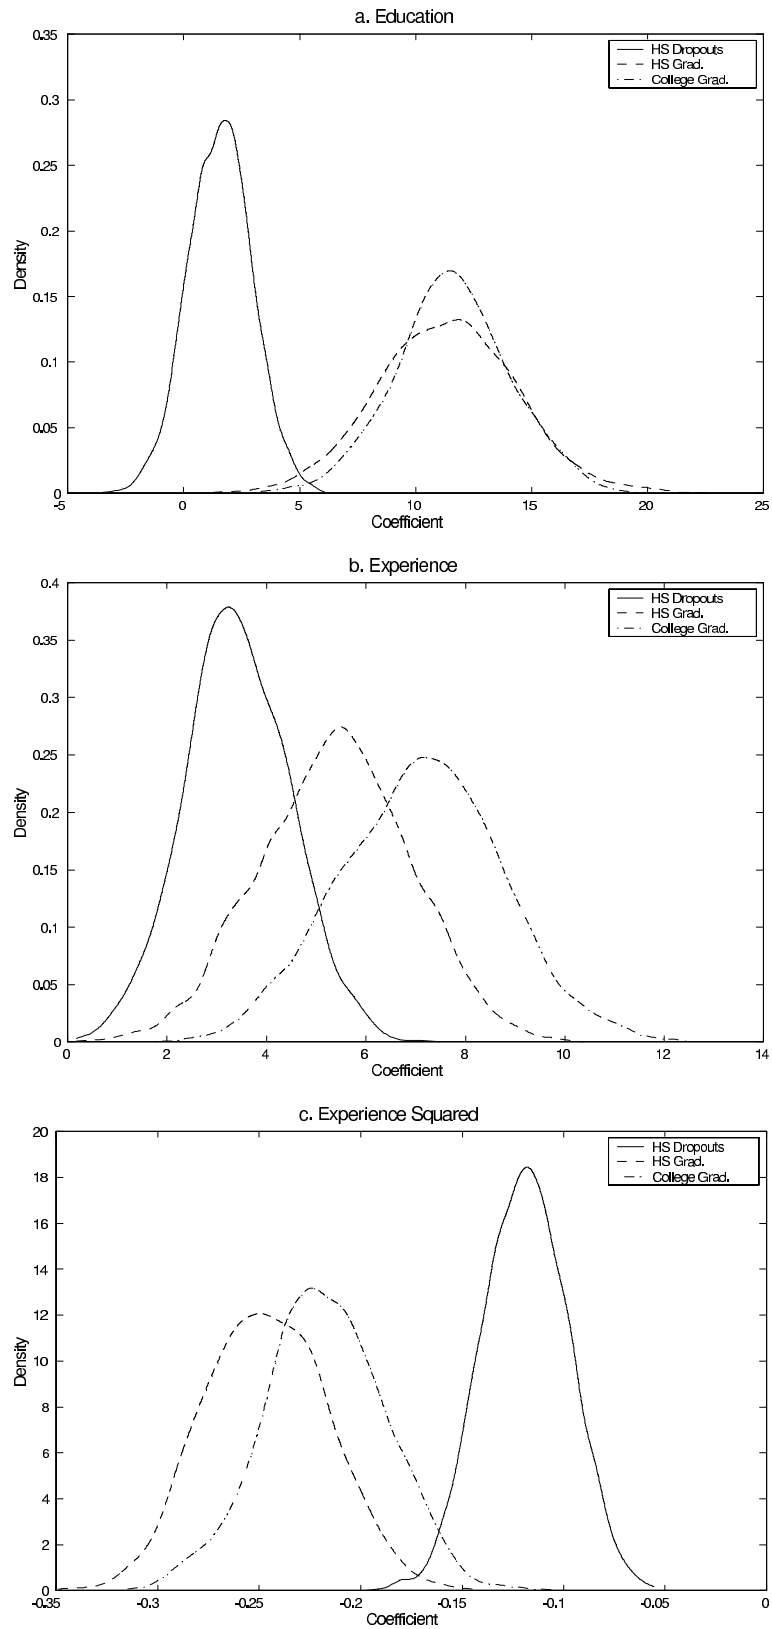 a. Education
0.35
0.3
0.25
0.2
0.15
0.1
0.05
0
Density
HS Dropouts
HS Grad.
College Grad.
-5
0
5
10
15
20
25
Coefficient
b. Experience
0.4
0.35
0.3
0.25
0.2
0.15
0.1
0.05
0
Density
HS Dropouts
HS Grad.
College Grad.
0
2
4
6
8
10
12
14
Coefficient
c. Experience Squared
20
18
16
14
12
10
8
6
4
2
0
Density
HS Dropouts
HS Grad.
College Grad.
-0.35
-0.3
-0.25
-0.2
-0.15
-0.1
-0.05
0
Coefficient